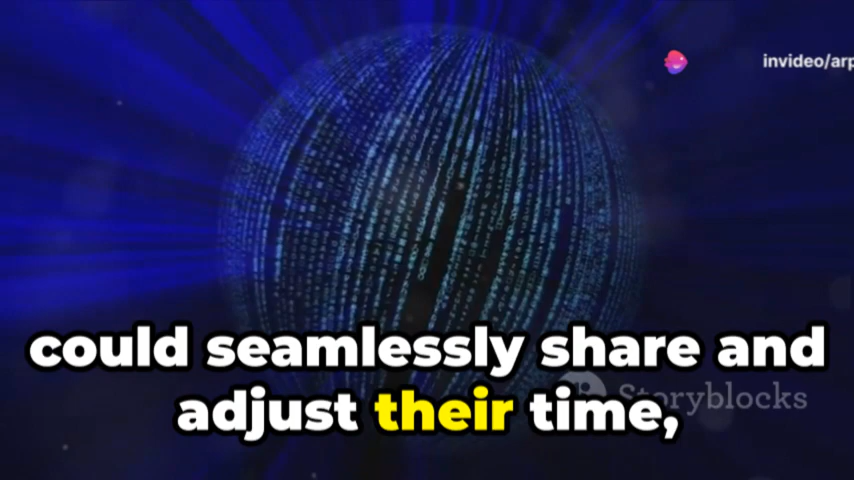 invideo/arp
could seamlessly share and
adjust their time,
Storyblocks